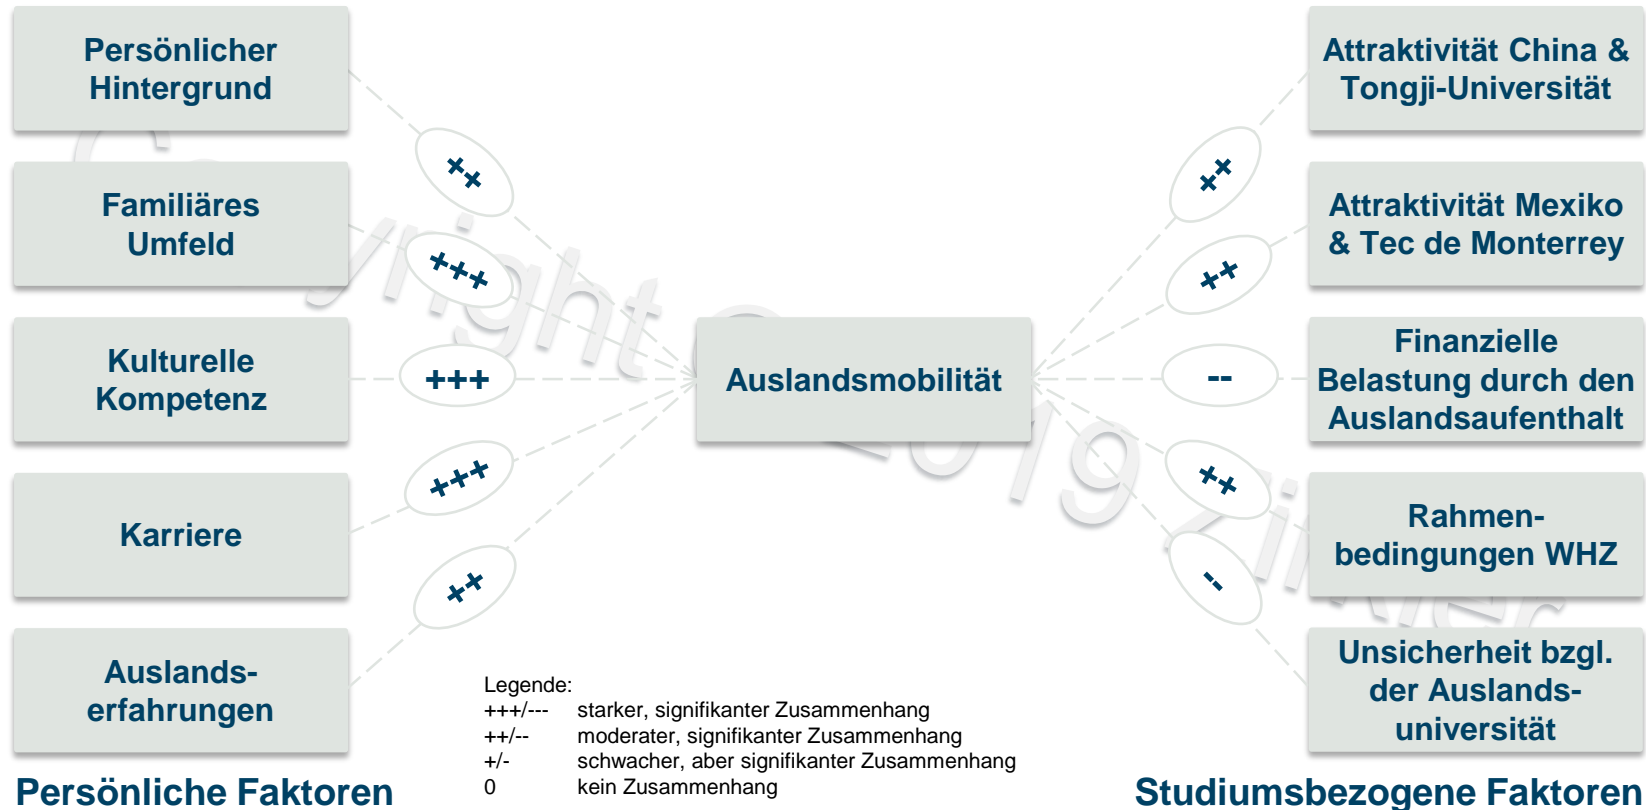 Persönlicher
Hintergrund
++
Familiäres
Umfeld
+++
Kulturelle
Kompetenz
+++
Karriere
+++
Auslands-
erfahrungen
++
Persönliche Faktoren
Auslandsmobilität
Attraktivität China &
Tongji-Universität
++
Attraktivität Mexiko
& Tec de Monterrey
++
Finanzielle
Belastung durch den
Auslandsaufenthalt
--
Rahmen-
bedingungen WHZ
++
Unsicherheit bzgl.
der Auslands-
universität
-
Studiumsbezogene Faktoren
Legende:
+++/--- starker, signifikanter Zusammenhang
++/-- moderater, signifikanter Zusammenhang
+/- schwacher, aber signifikanter Zusammenhang
0 kein Zusammenhang